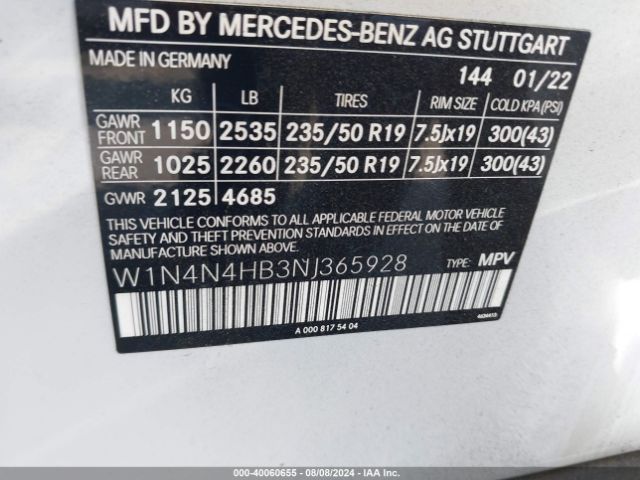 MFD BY MERCEDES-BENZ AG STUTTGART
MADE IN GERMANY
144 01/22
KG LB TIRES RIM SIZE COLD KPA(PSI)
GAWR FRONT 1150 2535 235/50 R19 7.5Jx19 300(43)
GAWR REAR 1025 2260 235/50 R19 7.5Jx19 300(43)
GVWR 2125 4685
THIS VEHICLE CONFORMS TO ALL APPLICABLE FEDERAL MOTOR VEHICLE
SAFETY AND THEFT PREVENTION STANDARDS IN EFFECT ON THE DATE OF
MANUFACTURE SHOWN ABOVE.
W1N4N4HB3NJ365928 TYPE: MPV
A 000 817 54 04
000-40060655 - 08/08/2024 - IAA Inc.